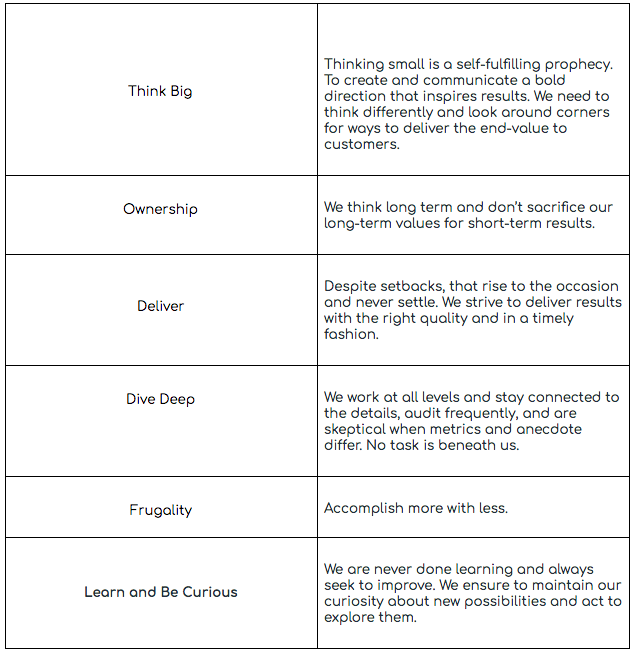 Think Big
Thinking small is a self-fulfilling prophecy.
To create and communicate a bold
direction that inspires results. We need to
think differently and look around corners
for ways to deliver the end-value to
customers.
Ownership
We think long term and don't sacrifice our
long-term values for short-term results.
Deliver
Despite setbacks, that rise to the occasion
and never settle. We strive to deliver results
with the right quality and in a timely
fashion.
Dive Deep
We work at all levels and stay connected to
the details, audit frequently, and are
skeptical when metrics and anecdote
differ. No task is beneath us.
Frugality
Accomplish more with less.
Learn and Be Curious
We are never done learning and always
seek to improve. We ensure to maintain our
curiosity about new possibilities and act to
explore them.